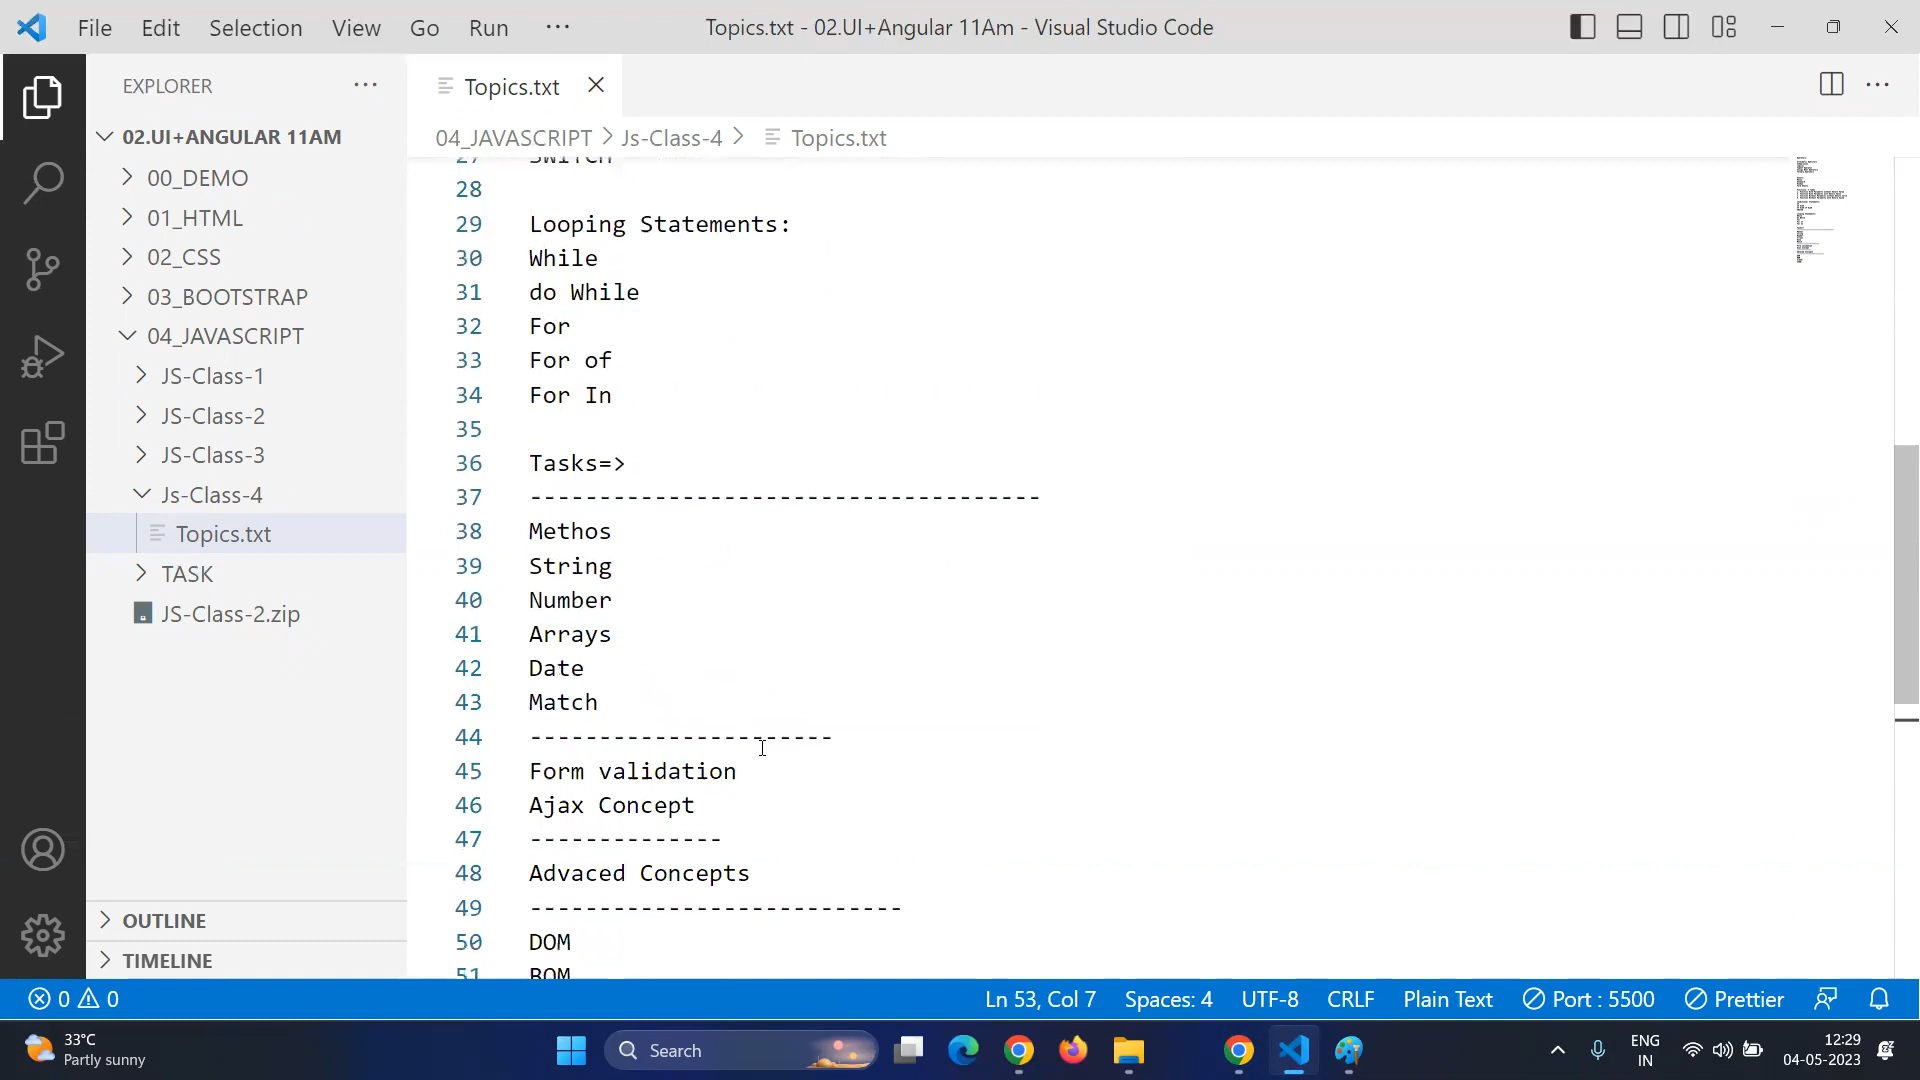 File Edit Selection View Go Run ··· Topics.txt - 02.UI+Angular 11Am - Visual Studio Code
EXPLORER ···
Topics.txt
02.UI+ANGULAR 11AM
00_DEMO
01_HTML
02_CSS
03_BOOTSTRAP
04_JAVASCRIPT
JS-Class-1
JS-Class-2
JS-Class-3
Js-Class-4
Topics.txt
TASK
JS-Class-2.zip
OUTLINE
TIMELINE
04_JAVASCRIPT > Js-Class-4 > Topics.txt
27 SWITCH
28
29 Looping Statements:
30 While
31 do While
32 For
33 For of
34 For In
35
36 Tasks=>
37 -------------------------------------
38 Methos
39 String
40 Number
41 Arrays
42 Date
43 Match
44 ----------------------
45 Form validation
46 Ajax Concept
47 --------------
48 Advaced Concepts
49 ---------------------------
50 DOM
51 BOM
0 0 Ln 53, Col 7 Spaces: 4 UTF-8 CRLF Plain Text Port : 5500 Prettier
33°C
Partly sunny
Search
ENG
IN
12:29
04-05-2023